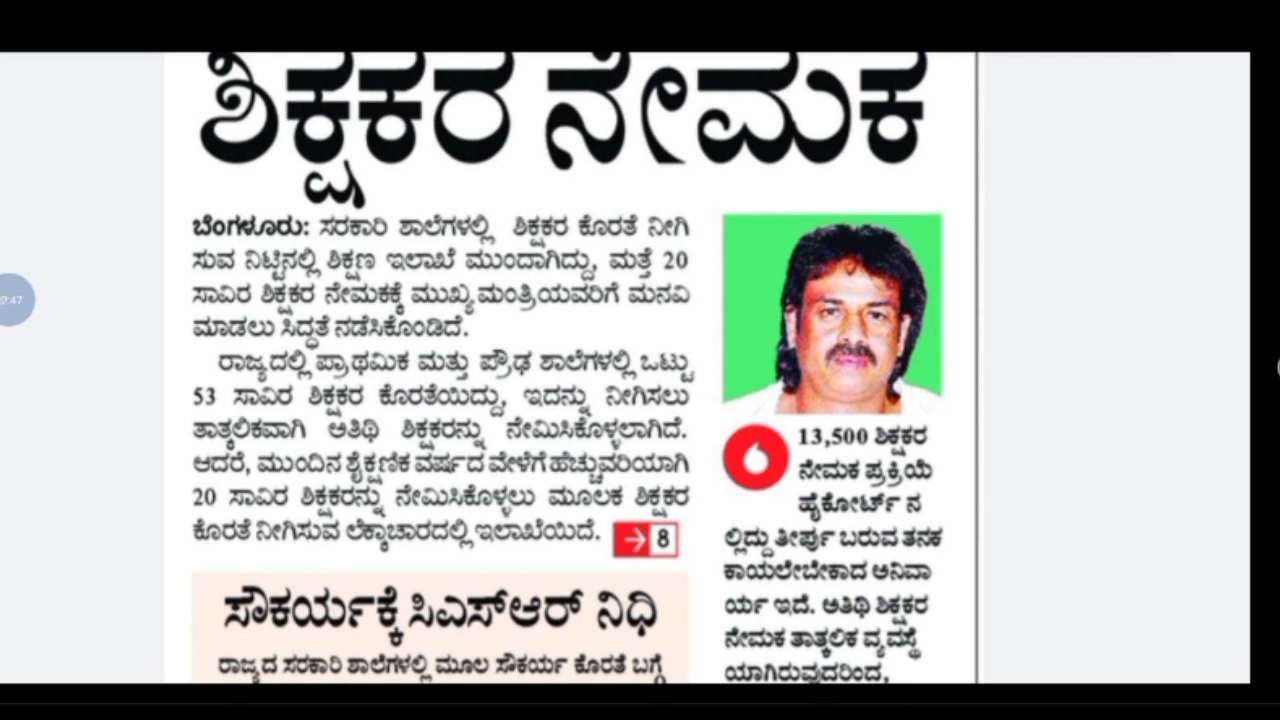 ಶಿಕ್ಷಕರ ನೇಮಕ
ಬೆಂಗಳೂರು: ಸರಕಾರಿ ಶಾಲೆಗಳಲ್ಲಿ ಶಿಕ್ಷಕರ ಕೊರತೆ ನೀಗಿ
ಸುವ ನಿಟ್ಟಿನಲ್ಲಿ ಶಿಕ್ಷಣ ಇಲಾಖೆ ಮುಂದಾಗಿದ್ದು, ಮತ್ತೆ 20
ಸಾವಿರ ಶಿಕ್ಷಕರ ನೇಮಕಕ್ಕೆ ಮುಖ್ಯಮಂತ್ರಿಯವರಿಗೆ ಮನವಿ
ಮಾಡಲು ಸಿದ್ಧತೆ ನಡೆಸಿಕೊಂಡಿದೆ.
ರಾಜ್ಯದಲ್ಲಿ ಪ್ರಾಥಮಿಕ ಮತ್ತು ಪ್ರೌಢ ಶಾಲೆಗಳಲ್ಲಿ ಒಟ್ಟು
53 ಸಾವಿರ ಶಿಕ್ಷಕರ ಕೊರತೆಯಿದ್ದು, ಇದನ್ನು ನೀಗಿಸಲು
ತಾತ್ಕಲಿಕವಾಗಿ ಅತಿಥಿ ಶಿಕ್ಷಕರನ್ನು ನೇಮಿಸಿಕೊಳ್ಳಲಾಗಿದೆ.
ಆದರೆ, ಮುಂದಿನ ಶೈಕ್ಷಣಿಕ ವರ್ಷದ ವೇಳೆಗೆ ಹೆಚ್ಚುವರಿಯಾಗಿ
20 ಸಾವಿರ ಶಿಕ್ಷಕರನ್ನು ನೇಮಿಸಿಕೊಳ್ಳಲು ಮೂಲಕ ಶಿಕ್ಷಕರ
ಕೊರತೆ ನೀಗಿಸುವ ಲೆಕ್ಕಾಚಾರದಲ್ಲಿ ಇಲಾಖೆಯಿದೆ. → 8
ಸೌಕರ್ಯಕ್ಕೆ ಸಿಎಸ್‌ಆರ್ ನಿಧಿ
ರಾಜ್ಯದ ಸರಕಾರಿ ಶಾಲೆಗಳಲ್ಲಿ ಮೂಲ ಸೌಕರ್ಯ ಕೊರತೆ ಬಗ್ಗೆ
13,500 ಶಿಕ್ಷಕರ
ನೇಮಕ ಪ್ರಕ್ರಿಯೆ
ಹೈಕೋರ್ಟ್ ನ
ಲ್ಲಿದ್ದು ತೀರ್ಪು ಬರುವ ತನಕ
ಕಾಯಲೇಬೇಕಾದ ಅನಿವಾ
ರ್ಯ ಇದೆ. ಅತಿಥಿ ಶಿಕ್ಷಕರ
ನೇಮಕ ತಾತ್ಕಲಿಕ ವ್ಯವಸ್ಥೆ
ಯಾಗಿರುವುದರಿಂದ,